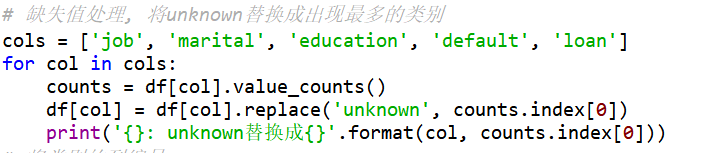 # 缺失值处理, 将unknown替换成出现最多的类别
cols = ['job', 'marital', 'education', 'default', 'loan']
for col in cols:
    counts = df[col].value_counts()
    df[col] = df[col].replace('unknown', counts.index[0])
    print('{}: unknown替换成{}'.format(col, counts.index[0]))